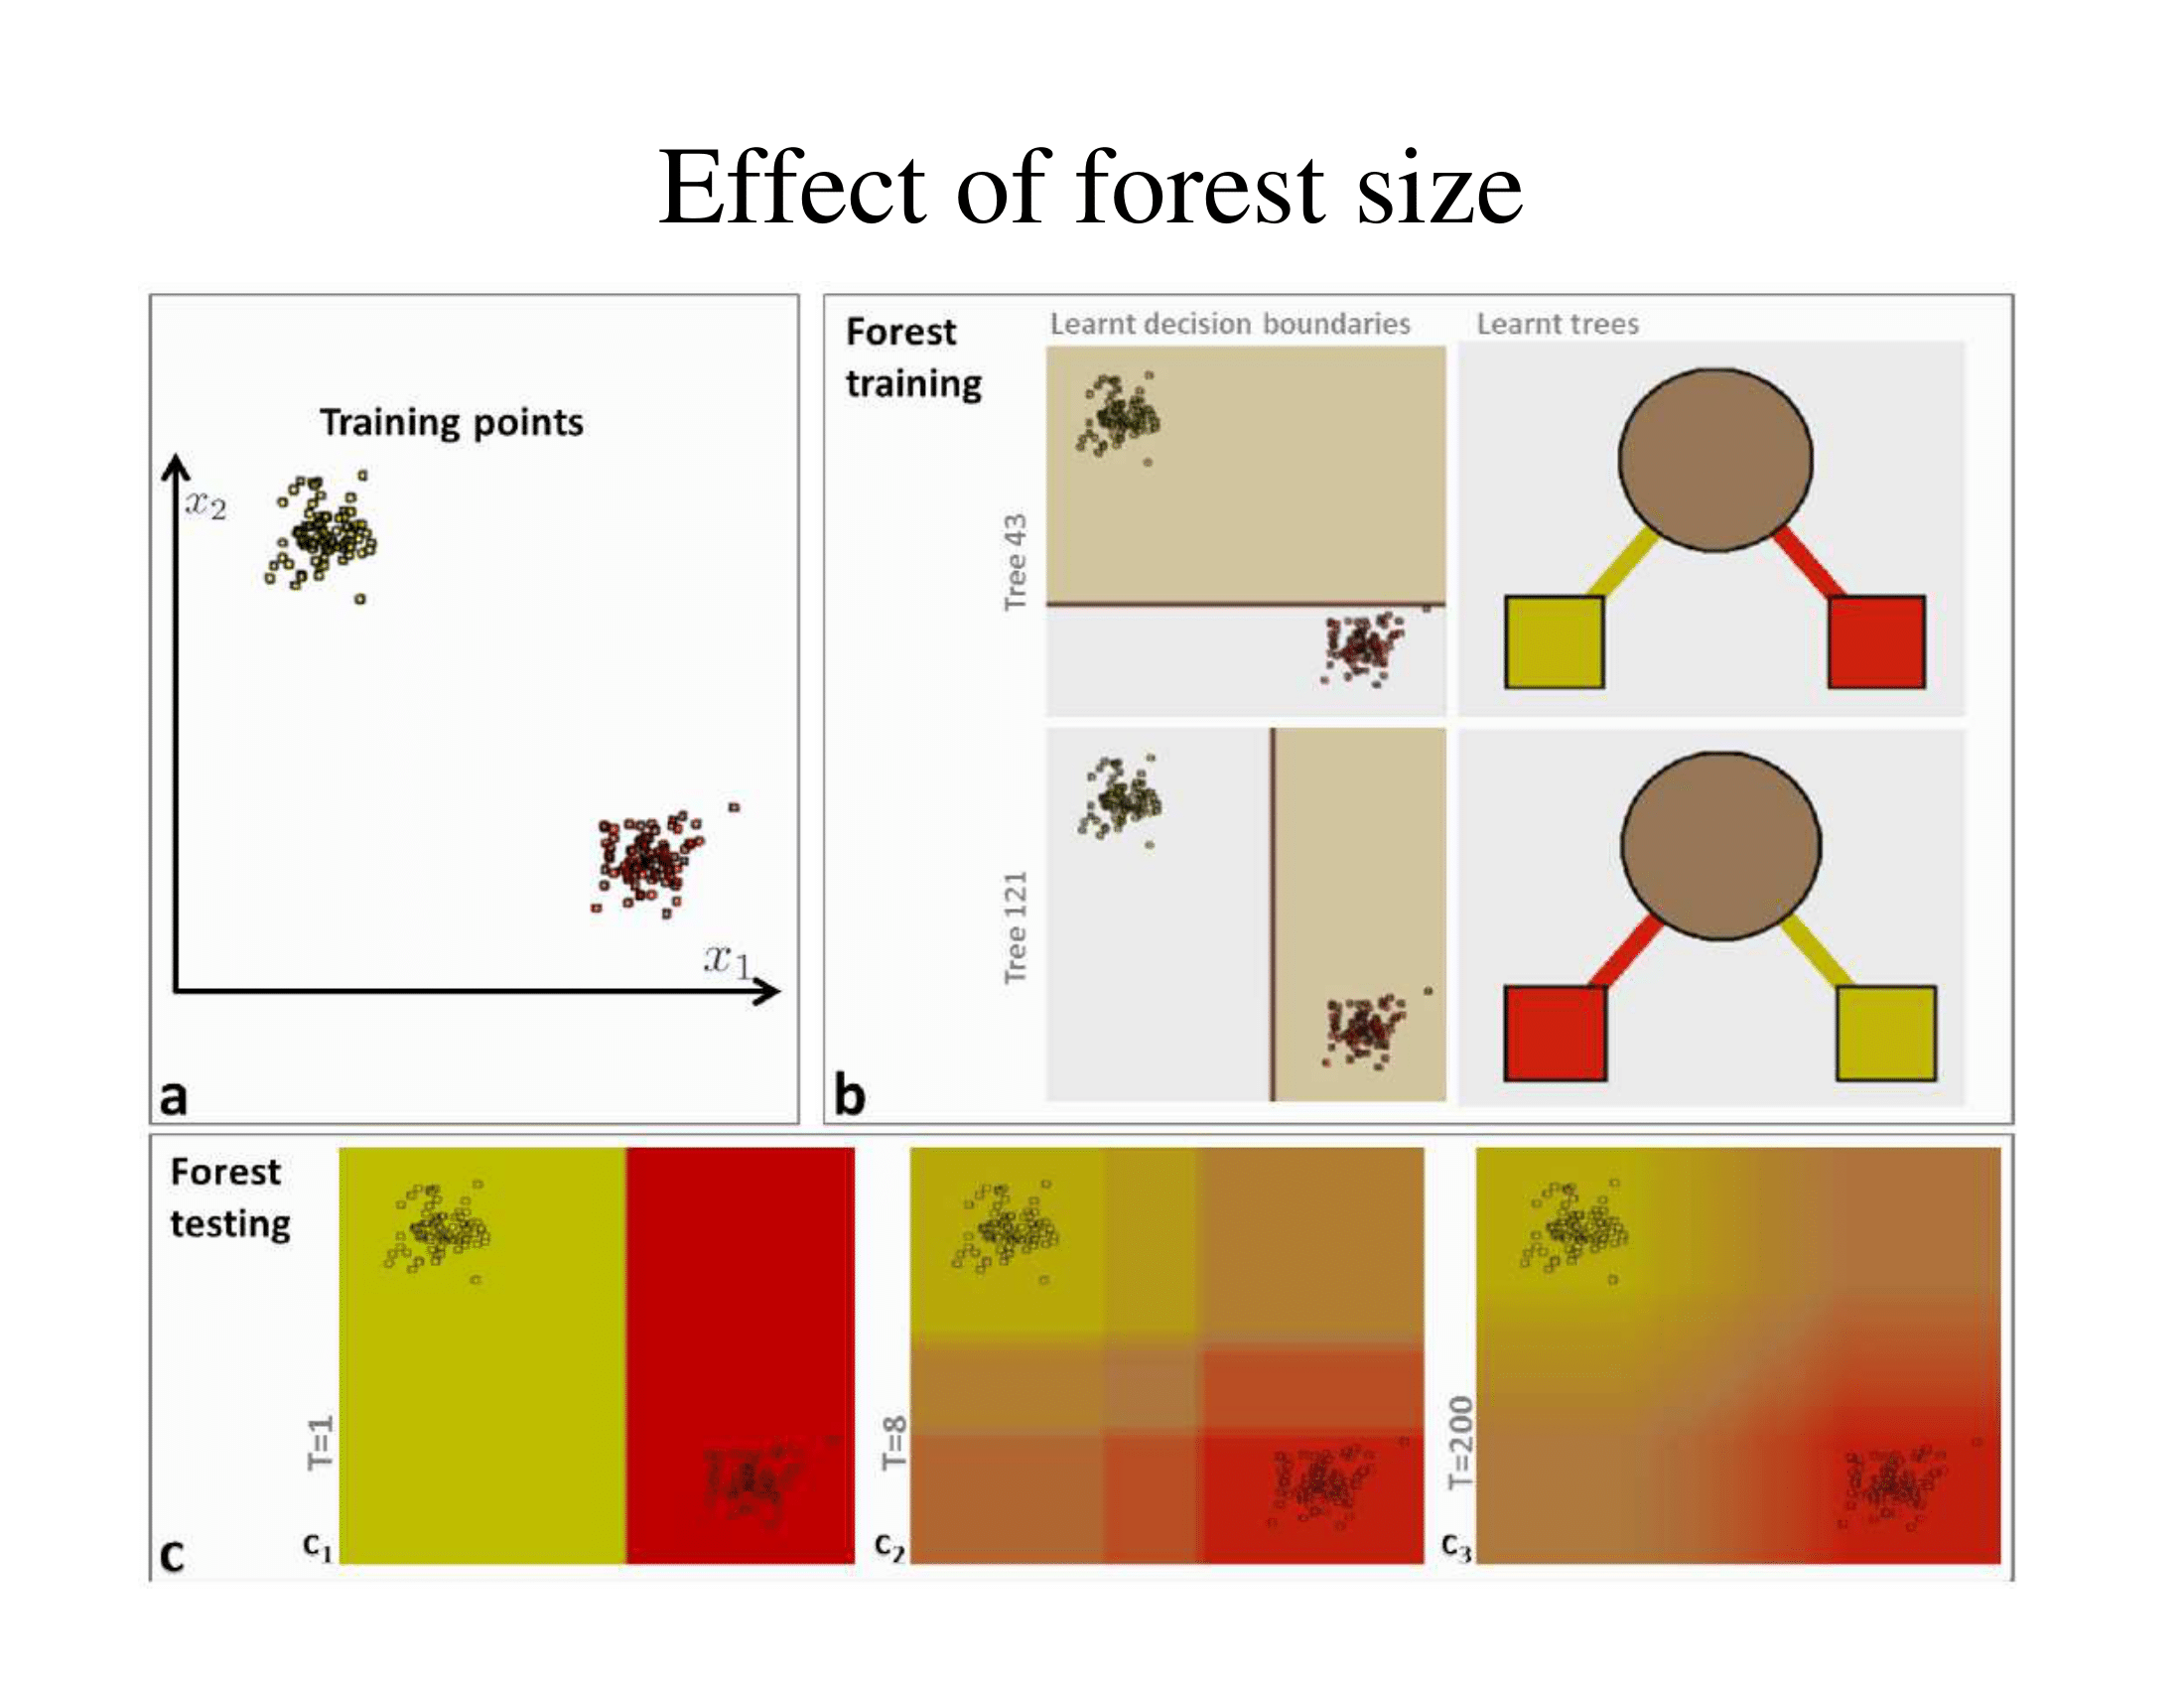 Effect of forest size
Training points
x2
x1
a
Forest
training
Learnt decision boundaries
Learnt trees
Tree 43
Tree 121
b
Forest
testing
T=1
c1
T=8
c2
T=200
c3
c